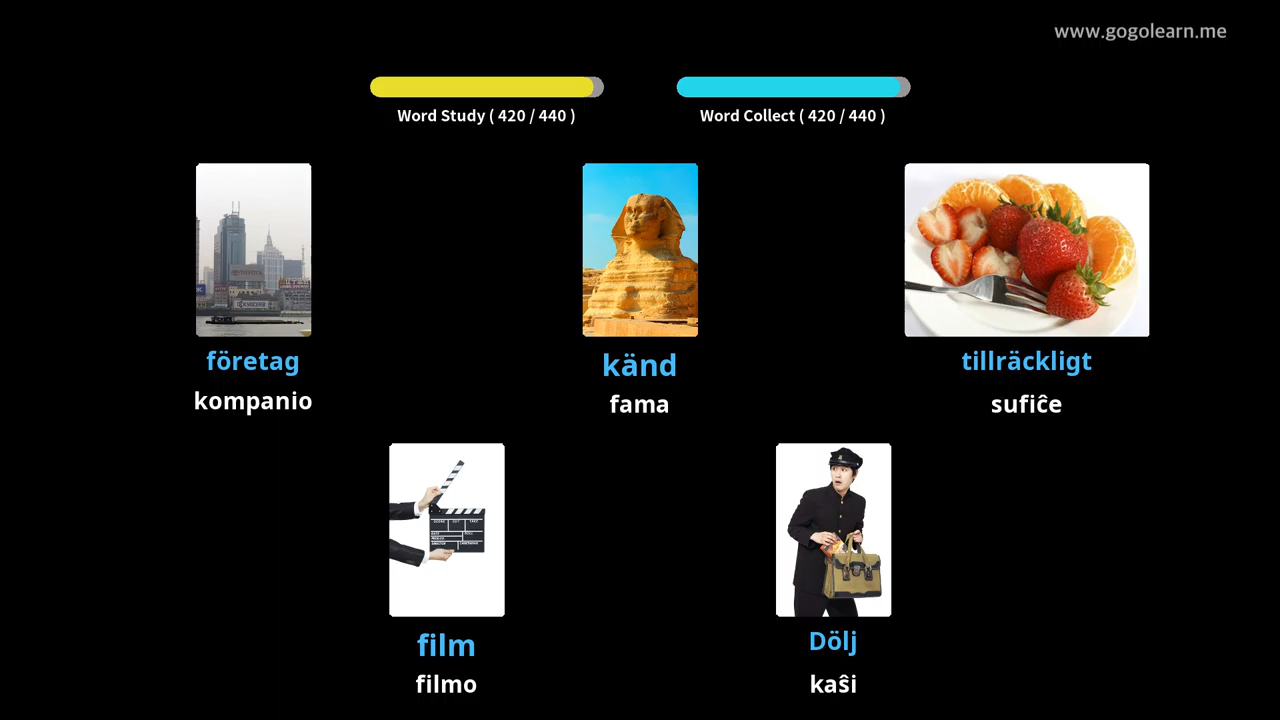 www.gogolearn.me
Word Study ( 420 / 440 )
Word Collect ( 420 / 440 )
TOYOTA
företag
känd
tillräckligt
kompanio
fama
sufiĉe
film
Dölj
filmo
kaŝi